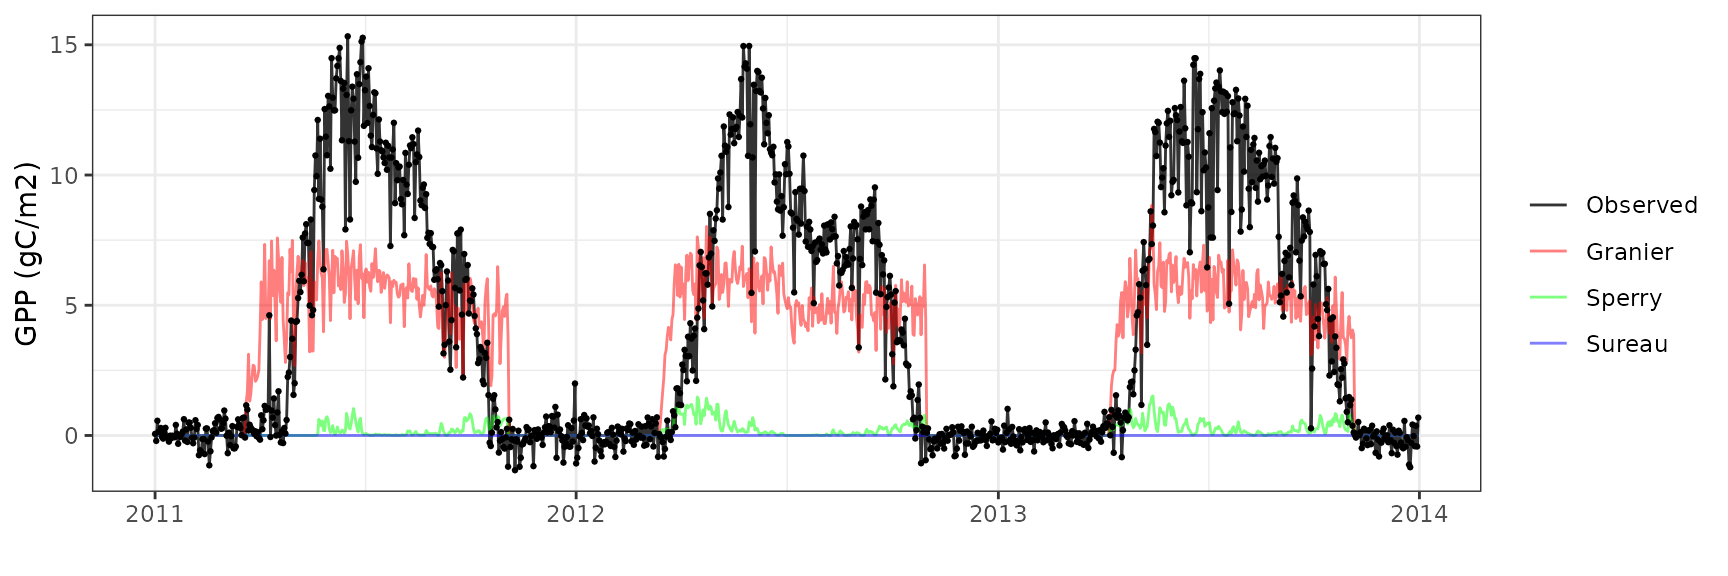 GPP (gC/m2)
15
10
5
0
2011
2012
2013
2014
Observed
Granier
Sperry
Sureau